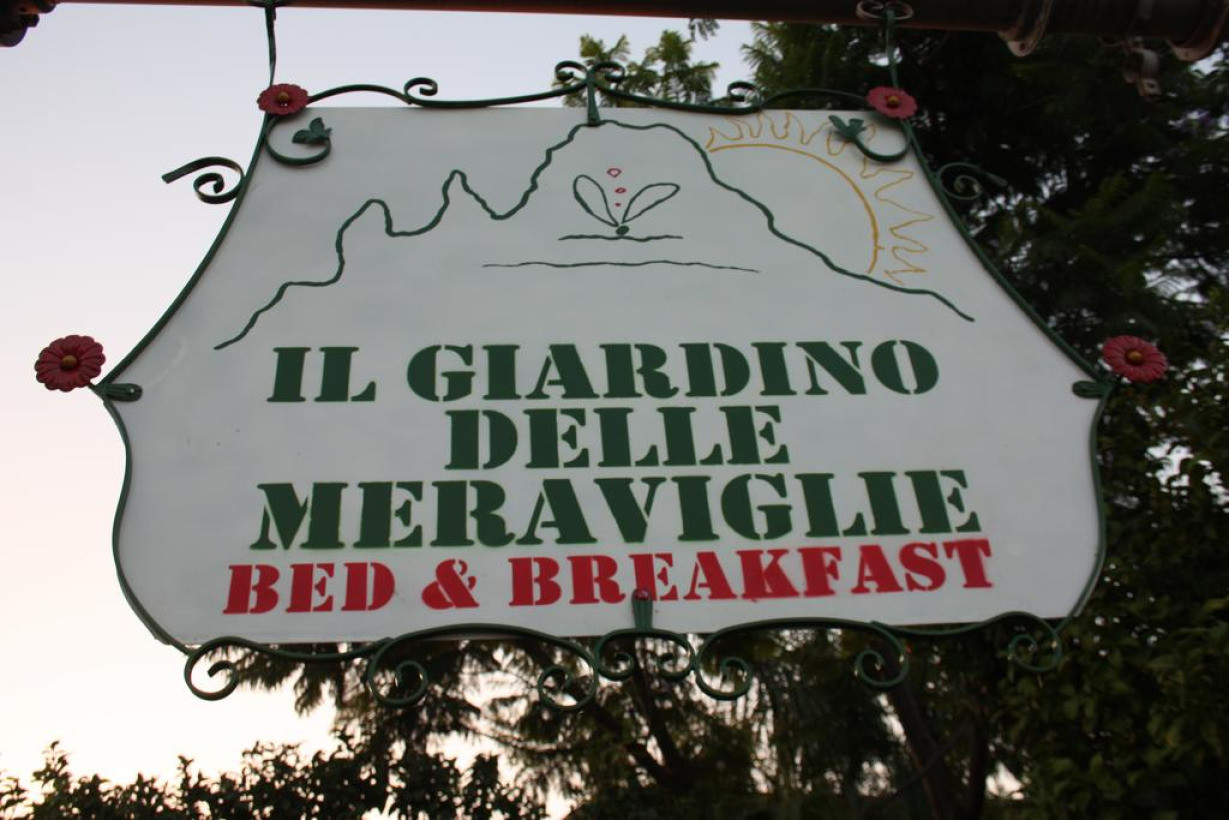 IL GIARDINO
DELLE
MERAVIGLIE
BED & BREAKFAST